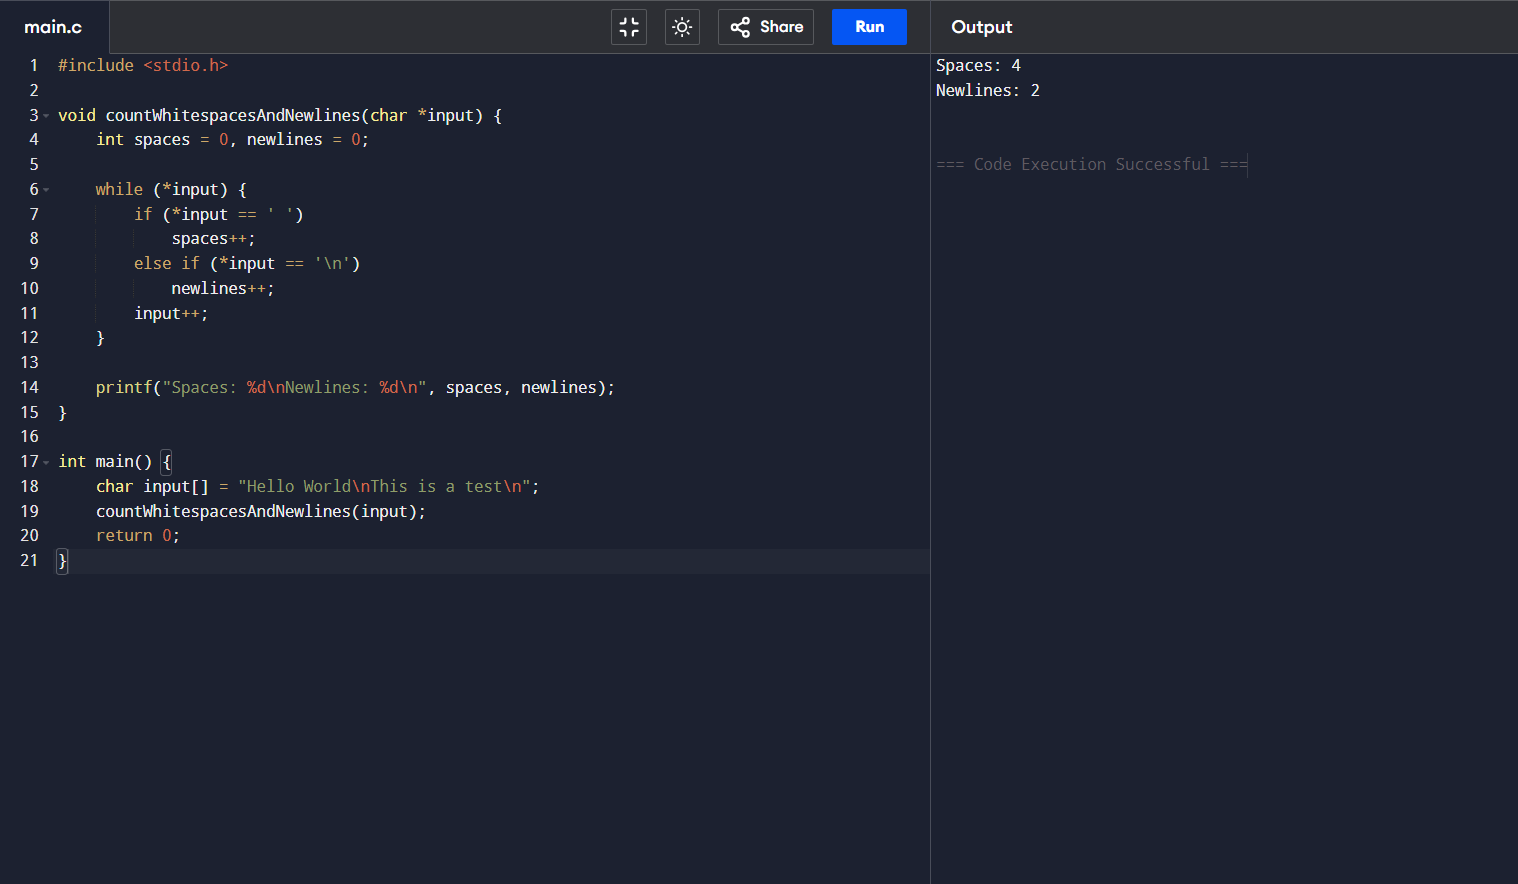 main.c
Share
Run
Output
1 #include <stdio.h>
2
3 void countWhitespacesAndNewlines(char *input) {
4     int spaces = 0, newlines = 0;
5
6     while (*input) {
7         if (*input == ' ')
8             spaces++;
9         else if (*input == '\n')
10             newlines++;
11         input++;
12     }
13
14     printf("Spaces: %d\nNewlines: %d\n", spaces, newlines);
15 }
16
17 int main() {
18     char input[] = "Hello World\nThis is a test\n";
19     countWhitespacesAndNewlines(input);
20     return 0;
21 }
Spaces: 4
Newlines: 2
=== Code Execution Successful ===